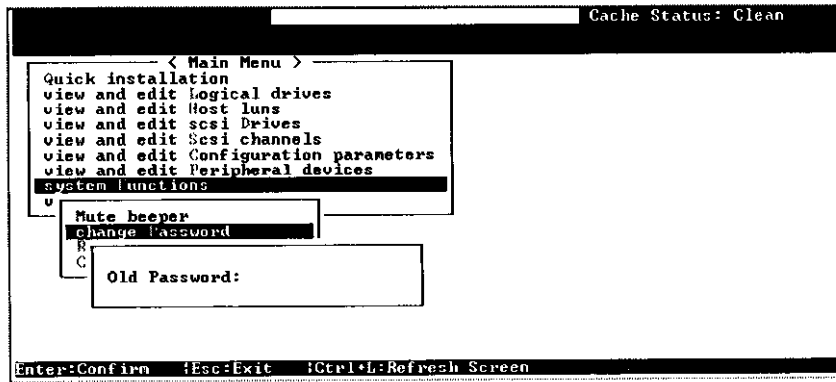 Cache Status: Clean
< Main Menu >
Quick installation
view and edit Logical drives
view and edit Host luns
view and edit scsi Drives
view and edit Scsi channels
view and edit Configuration parameters
view and edit Peripheral devices
system Functions
v
Mute beeper
change Password
R
C
Old Password:
Enter:Confirm |Esc:Exit |Ctrl+L:Refresh Screen